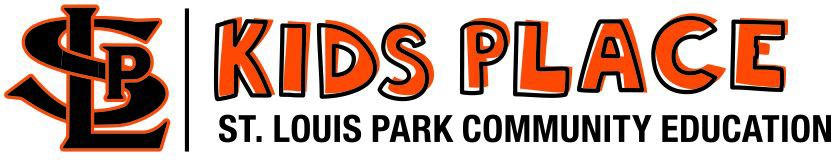 SLP
KIDS PLACE
ST. LOUIS PARK COMMUNITY EDUCATION